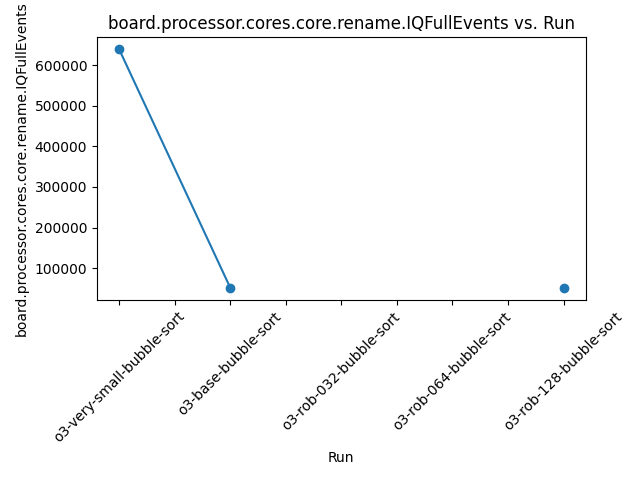 board.processor.cores.core.rename.IQFullEvents vs. Run
board.processor.cores.core.rename.IQFullEvents
600000
500000
400000
300000
200000
100000
o3-very-small-bubble-sort
o3-base-bubble-sort
o3-rob-032-bubble-sort
o3-rob-064-bubble-sort
o3-rob-128-bubble-sort
Run